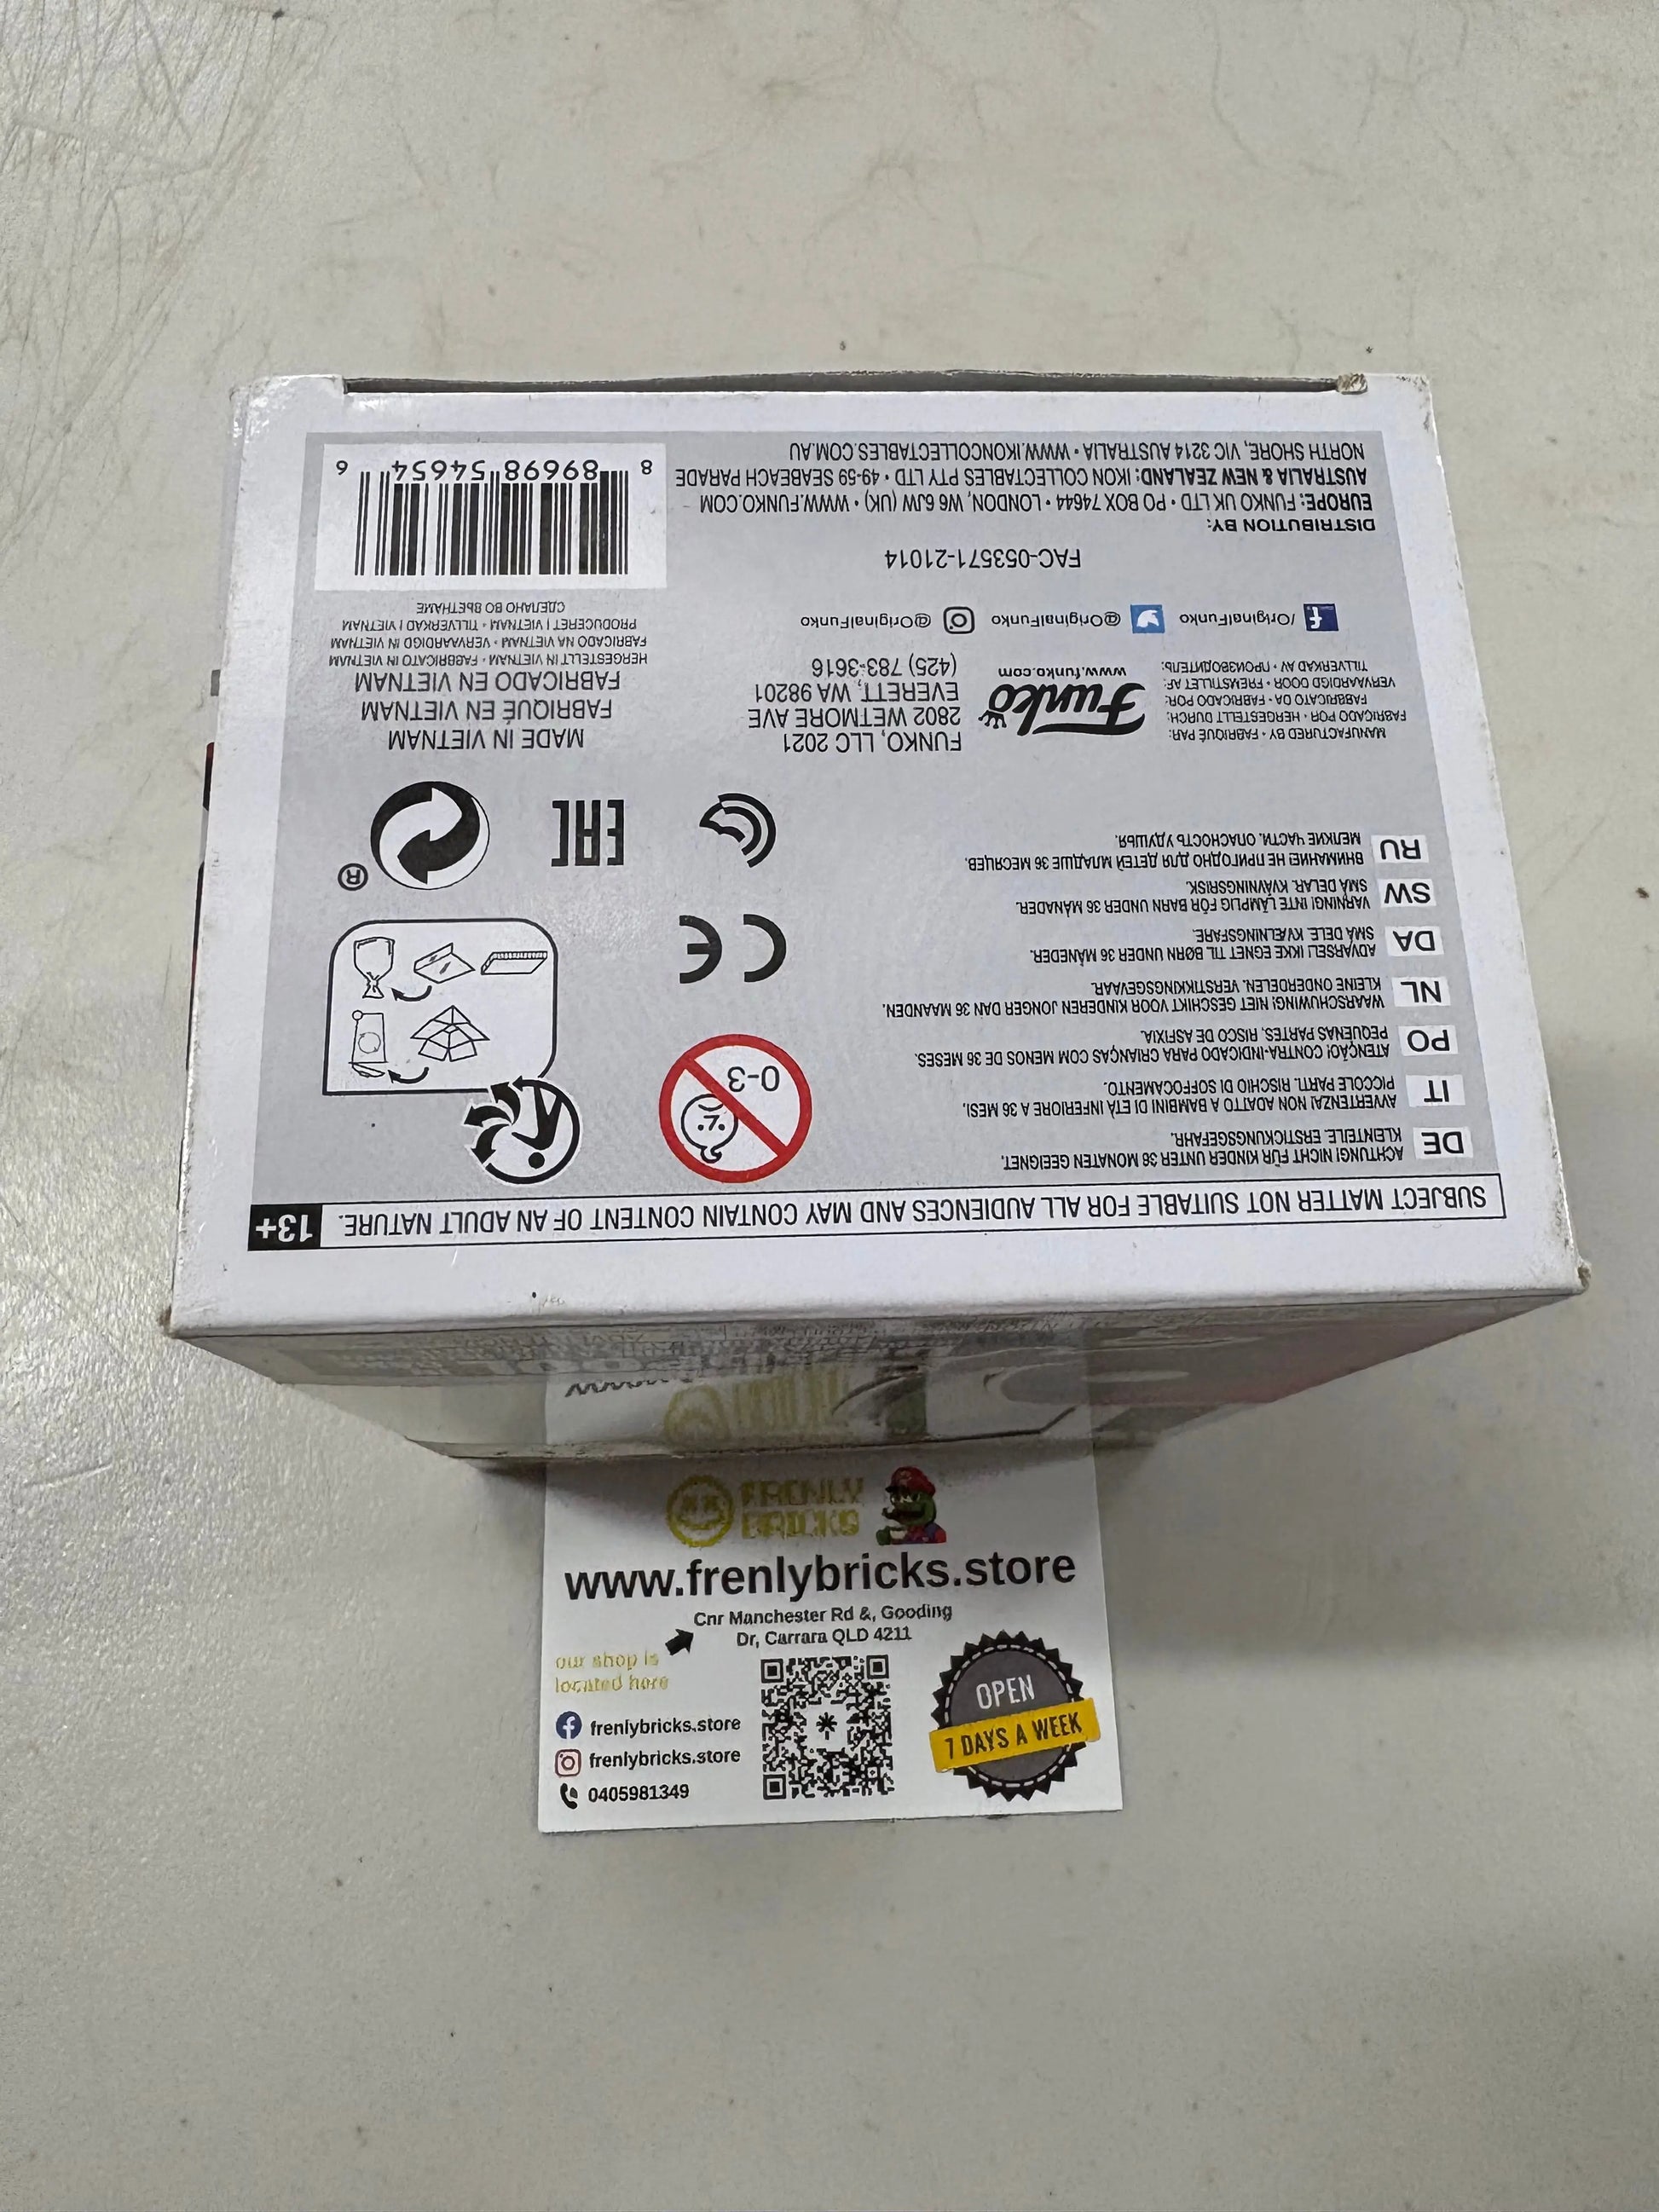 SUBJECT MATTER NOT SUITABLE FOR ALL AUDIENCES AND MAY CONTAIN CONTENT OF AN ADULT NATURE. 13+
DE ACHTUNG! NICHT FÜR KINDER UNTER 36 MONATEN GEEIGNET.
KLEINTEILE. ERSTICKUNGSGEFAHR.
IT AVVERTENZA! NON ADATTO A BAMBINI DI ETÀ INFERIORE A 36 MESI.
PICCOLE PARTI. RISCHIO DI SOFFOCAMENTO.
PO ATENÇÃO! CONTRA-INDICADO PARA CRIANÇAS COM MENOS DE 36 MESES.
PEQUENAS PARTES. RISCO DE ASFIXIA.
NL WAARSCHUWING! NIET GESCHIKT VOOR KINDEREN JONGER DAN 36 MAANDEN.
KLEINE ONDERDELEN. VERSTIKKINGSGEVAAR.
DA ADVARSEL! IKKE EGNET TIL BØRN UNDER 36 MÅNEDER.
SMÅ DELE. KVÆLNINGSFARE.
SW VARNING! INTE LÄMPLIG FÖR BARN UNDER 36 MÅNADER.
SMÅ DELAR. KVÄVNINGSRISK.
RU ВНИМАНИЕ! НЕ ПРИГОДНО ДЛЯ ДЕТЕЙ МЛАДШЕ 36 МЕСЯЦЕВ.
МЕЛКИЕ ЧАСТИ. ОПАСНОСТЬ УДУШЬЯ.
0-3
CE
EAC
®
MANUFACTURED BY • FABRIQUÉ PAR:
FABRICADO POR • HERGESTELLT DURCH:
FABBRICATO DA • FABRICADO POR:
VERVAARDIGD DOOR • FREMSTILLET AF:
TILLVERKAD AV • ПРОИЗВОДИТЕЛЬ:
Funko
www.funko.com
FUNKO, LLC 2021
2802 WETMORE AVE
EVERETT, WA 98201
(425) 783-3616
MADE IN VIETNAM
FABRIQUÉ EN VIETNAM
FABRICADO EN VIETNAM
HERGESTELLT IN VIETNAM • FABBRICATO IN VIETNAM
FABRICADO NA VIETNAM • VERVAARDIGD IN VIETNAM
PRODUCERET I VIETNAM • TILLVERKAD I VIETNAM
СДЕЛАНО ВО ВЬЕТНАМЕ
/OriginalFunko @OriginalFunko @OriginalFunko
FAC-053571-21014
DISTRIBUTION BY:
EUROPE: FUNKO UK LTD • PO BOX 74644 • LONDON, W6 6JW (UK) • WWW.FUNKO.COM
AUSTRALIA & NEW ZEALAND: IKON COLLECTABLES PTY LTD • 49-59 SEABEACH PARADE
NORTH SHORE, VIC 3214 AUSTRALIA • WWW.IKONCOLLECTABLES.COM.AU
8 89698 54654 6
FRENLY
BRICKS
www.frenlybricks.store
Cnr Manchester Rd &, Gooding
Dr, Carrara QLD 4211
our shop is
located here
frenlybricks.store
frenlybricks.store
0405981349
OPEN
7 DAYS A WEEK